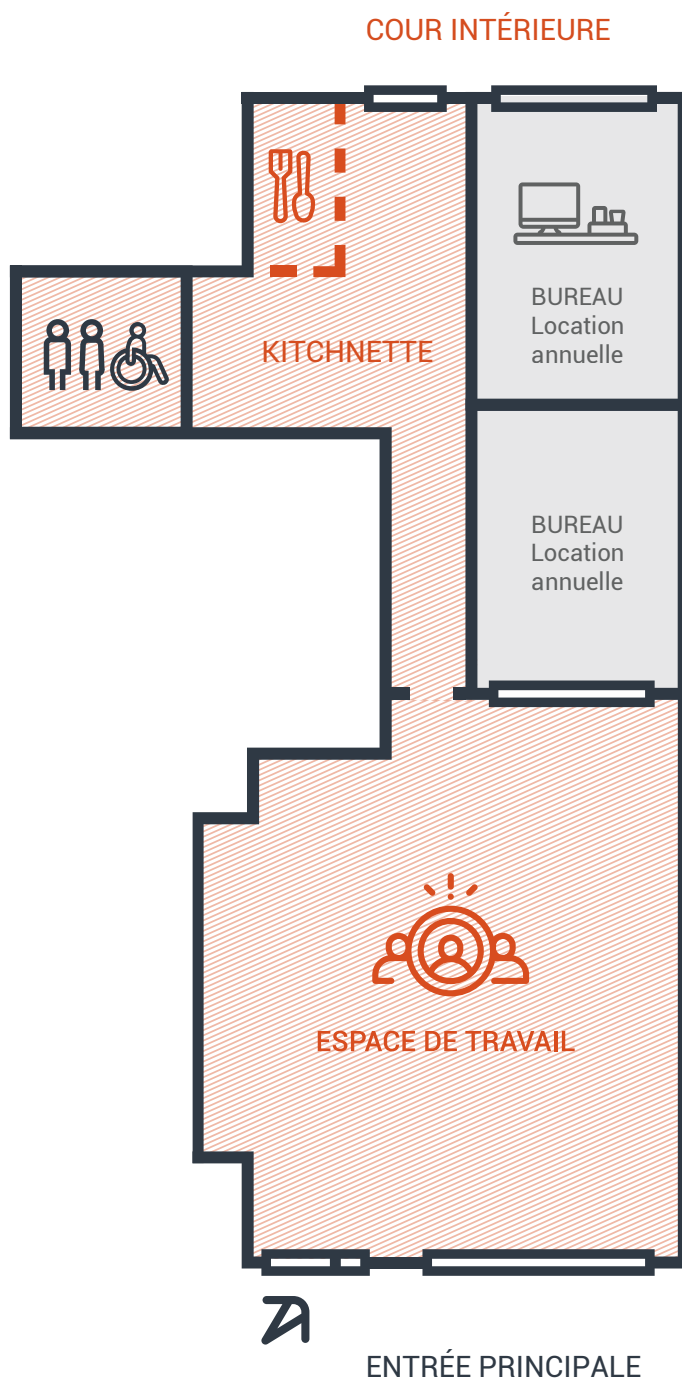 COUR INTÉRIEURE
BUREAU
Location
annuelle
KITCHNETTE
BUREAU
Location
annuelle
ESPACE DE TRAVAIL
ENTRÉE PRINCIPALE